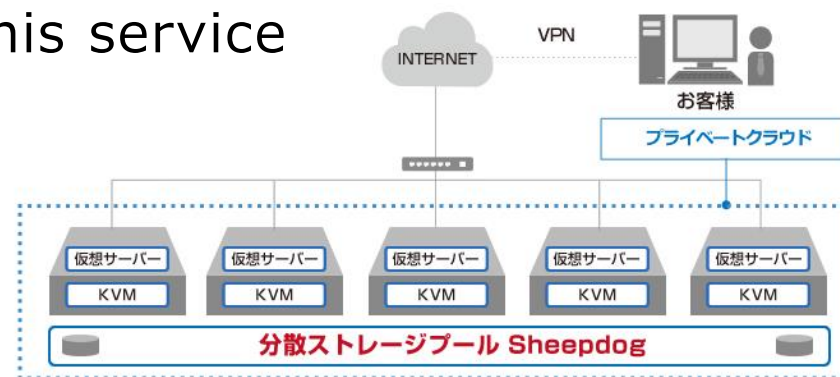 his service
VPN
INTERNET
お客様
プライベートクラウド
仮想サーバー 仮想サーバー 仮想サーバー 仮想サーバー 仮想サーバー
KVM KVM KVM KVM KVM
分散ストレージプール Sheepdog